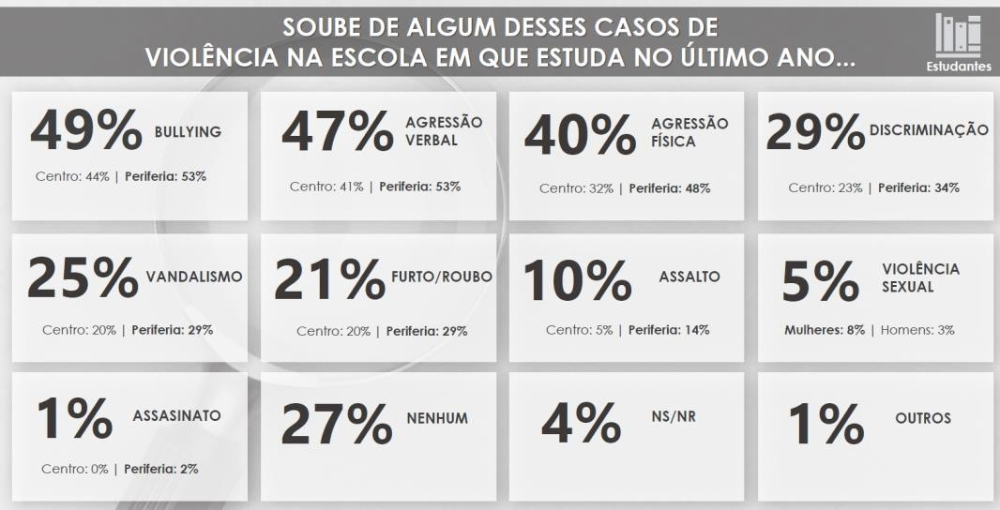 SOUBE DE ALGUM DESSES CASOS DE
VIOLÊNCIA NA ESCOLA EM QUE ESTUDA NO ÚLTIMO ANO...
Estudantes
49% BULLYING
Centro: 44% | Periferia: 53%
47% AGRESSÃO
VERBAL
Centro: 41% | Periferia: 53%
40% AGRESSÃO
FÍSICA
Centro: 32% | Periferia: 48%
29% DISCRIMINAÇÃO
Centro: 23% | Periferia: 34%
25% VANDALISMO
Centro: 20% | Periferia: 29%
21% FURTO/ROUBO
Centro: 20% | Periferia: 29%
10% ASSALTO
Centro: 5% | Periferia: 14%
5% VIOLÊNCIA
SEXUAL
Mulheres: 8% | Homens: 3%
1% ASSASINATO
Centro: 0% | Periferia: 2%
27% NENHUM
4% NS/NR
1% OUTROS